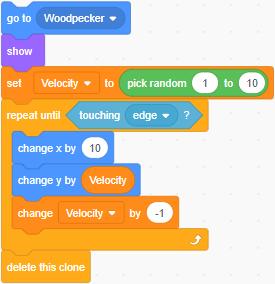 go to Woodpecker
show
set Velocity to pick random 1 to 10
repeat until touching edge ?
change x by 10
change y by Velocity
change Velocity by -1
delete this clone